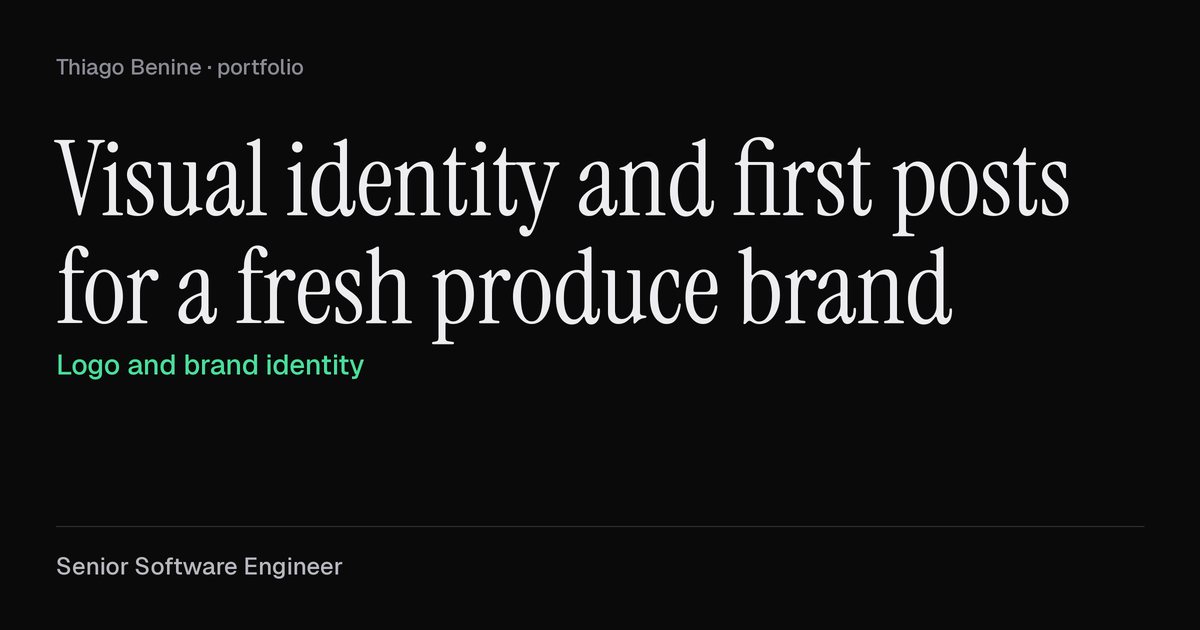 Thiago Benine · portfolio
Visual identity and first posts
for a fresh produce brand
Logo and brand identity
Senior Software Engineer